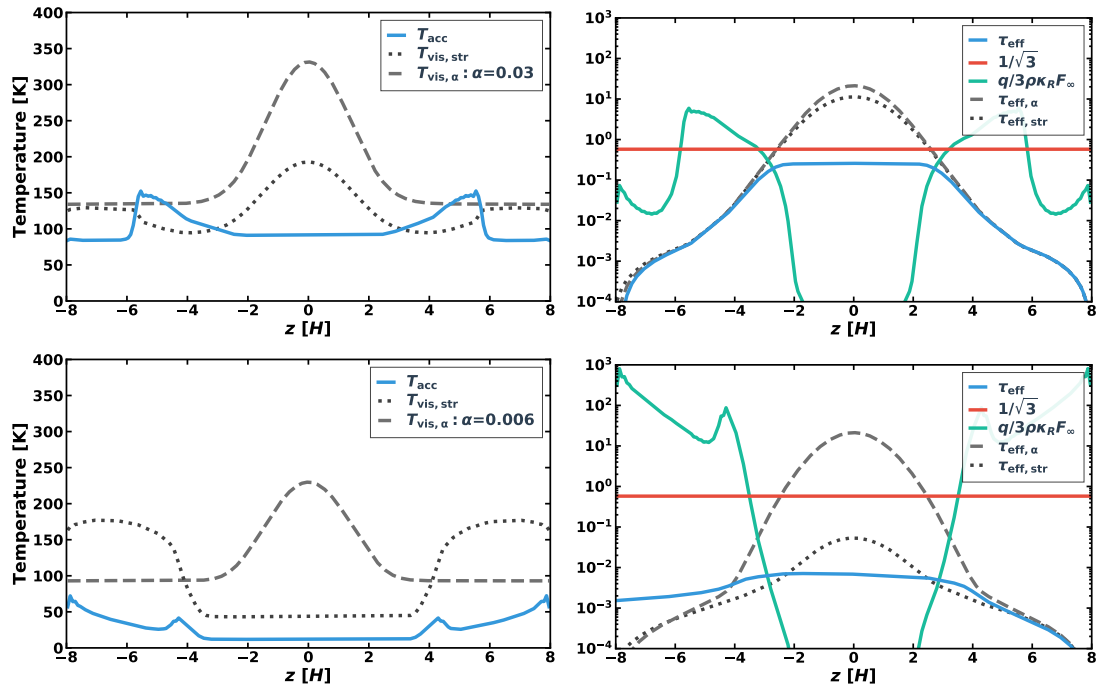 400
350
300
250
200
150
100
50
0
Temperature [K]
T_acc
T_vis, str
T_vis, α : α=0.03
−8 −6 −4 −2 0 2 4 6 8
z [H]
10^3
10^2
10^1
10^0
10^−1
10^−2
10^−3
10^−4
τ_eff
1/√3
q/3ρκ_R F_∞
τ_eff, α
τ_eff, str
−8 −6 −4 −2 0 2 4 6 8
z [H]
400
350
300
250
200
150
100
50
0
Temperature [K]
T_acc
T_vis, str
T_vis, α : α=0.006
−8 −6 −4 −2 0 2 4 6 8
z [H]
10^3
10^2
10^1
10^0
10^−1
10^−2
10^−3
10^−4
τ_eff
1/√3
q/3ρκ_R F_∞
τ_eff, α
τ_eff, str
−8 −6 −4 −2 0 2 4 6 8
z [H]